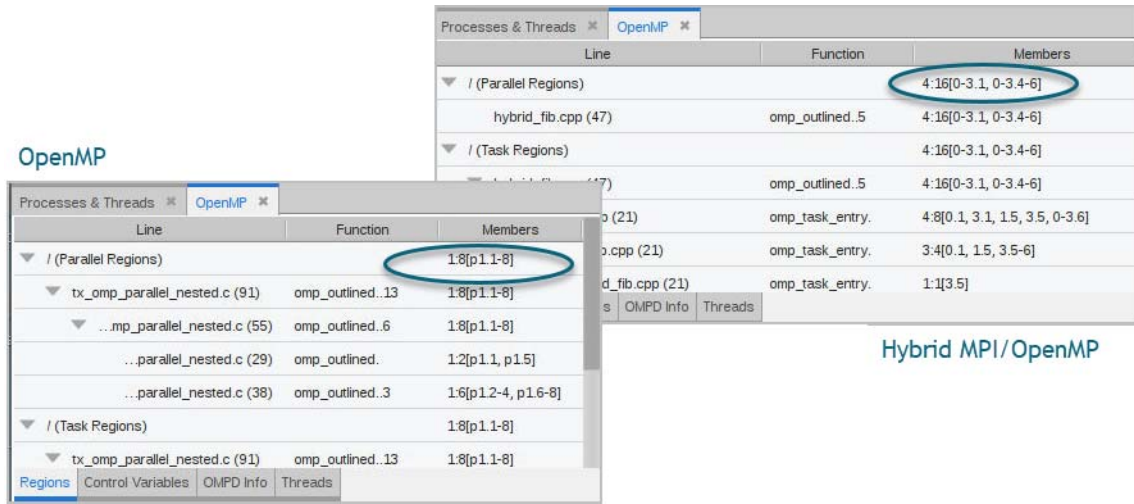 Processes & Threads OpenMP
Line Function Members
/ (Parallel Regions) 4:16[0-3.1, 0-3.4-6]
hybrid_fib.cpp (47) omp_outlined..5 4:16[0-3.1, 0-3.4-6]
/ (Task Regions) 4:16[0-3.1, 0-3.4-6]
omp_outlined..5 4:16[0-3.1, 0-3.4-6]
(21) omp_task_entry. 4:8[0.1, 3.1, 1.5, 3.5, 0-3.6]
(21) omp_task_entry. 3:4[0.1, 1.5, 3.5-6]
(21) omp_task_entry. 1:1[3.5]
OMPD Info Threads
Hybrid MPI/OpenMP
OpenMP
Processes & Threads OpenMP
Line Function Members
/ (Parallel Regions) 1:8[p1.1-8]
tx_omp_parallel_nested.c (91) omp_outlined..13 1:8[p1.1-8]
...mp_parallel_nested.c (55) omp_outlined..6 1:8[p1.1-8]
...parallel_nested.c (29) omp_outlined. 1:2[p1.1, p1.5]
...parallel_nested.c (38) omp_outlined..3 1:6[p1.2-4, p1.6-8]
/ (Task Regions) 1:8[p1.1-8]
tx_omp_parallel_nested.c (91) omp_outlined..13 1:8[p1.1-8]
Regions Control Variables OMPD Info Threads